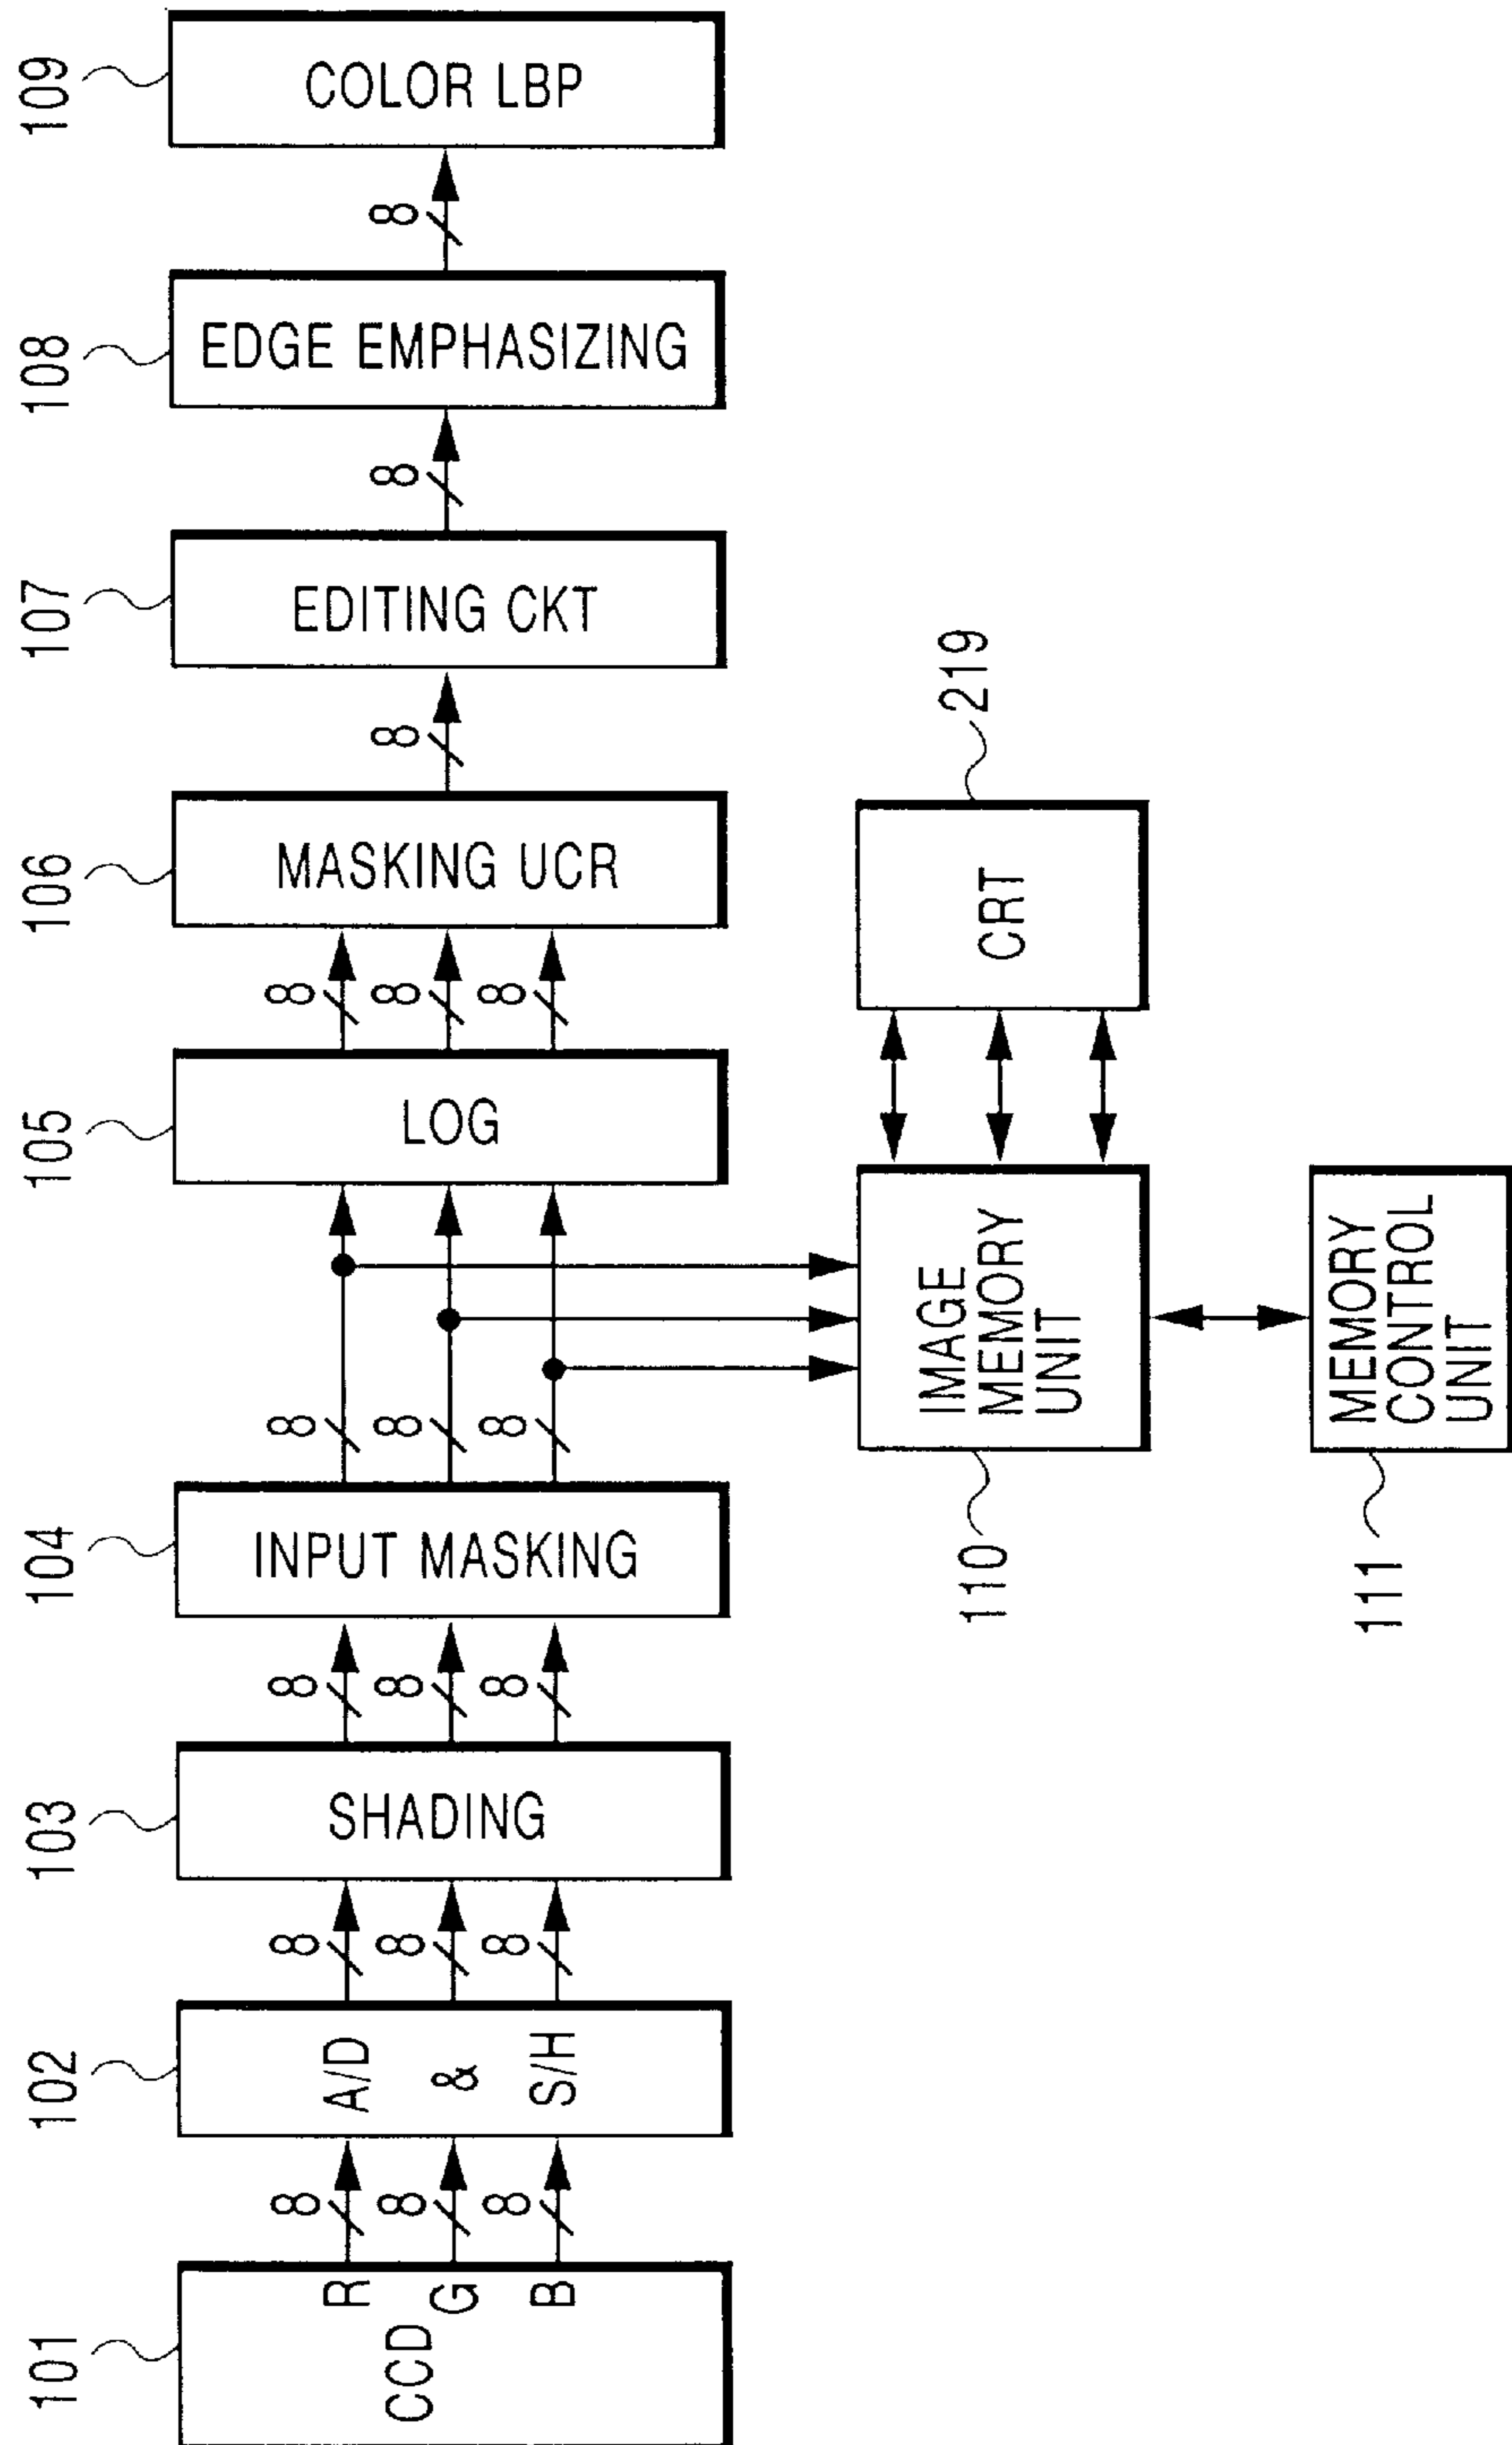 101
CCD
R
G
B
8
8
8
102
A/D
&
S/H
8
8
8
103
SHADING
8
8
8
104
INPUT MASKING
8
8
8
105
LOG
8
8
8
106
MASKING UCR
8
107
EDITING CKT
8
108
EDGE EMPHASIZING
8
109
COLOR LBP
110
IMAGE
MEMORY
UNIT
CRT
219
111
MEMORY
CONTROL
UNIT